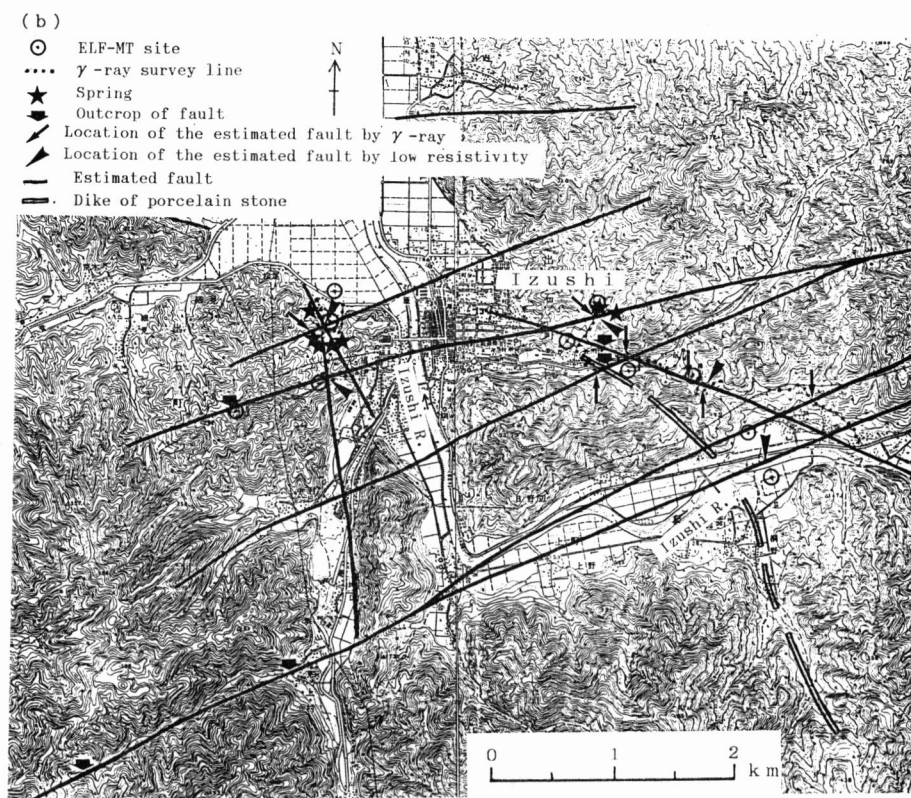 (b)
ELF-MT site
γ-ray survey line
Spring
Outcrop of fault
Location of the estimated fault by γ-ray
Location of the estimated fault by low resistivity
Estimated fault
Dike of porcelain stone
N
Izushi
Izushi R.
Izushi R.
上野
0 1 2
km